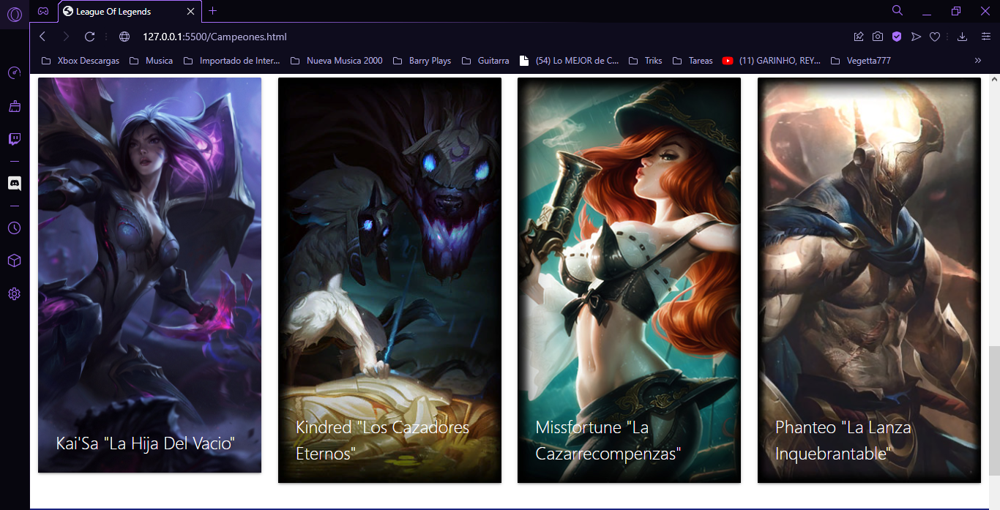 League Of Legends
127.0.0.1:5500/Campeones.html
Xbox Descargas
Musica
Importado de Inter...
Nueva Musica 2000
Barry Plays
Guitarra
(54) Lo MEJOR de C...
Triks
Tareas
(11) GARINHO, REY...
Vegetta777
Kai'Sa "La Hija Del Vacio"
Kindred "Los Cazadores
Eternos"
Missfortune "La
Cazarrecompenzas"
Phanteo "La Lanza
Inquebrantable"